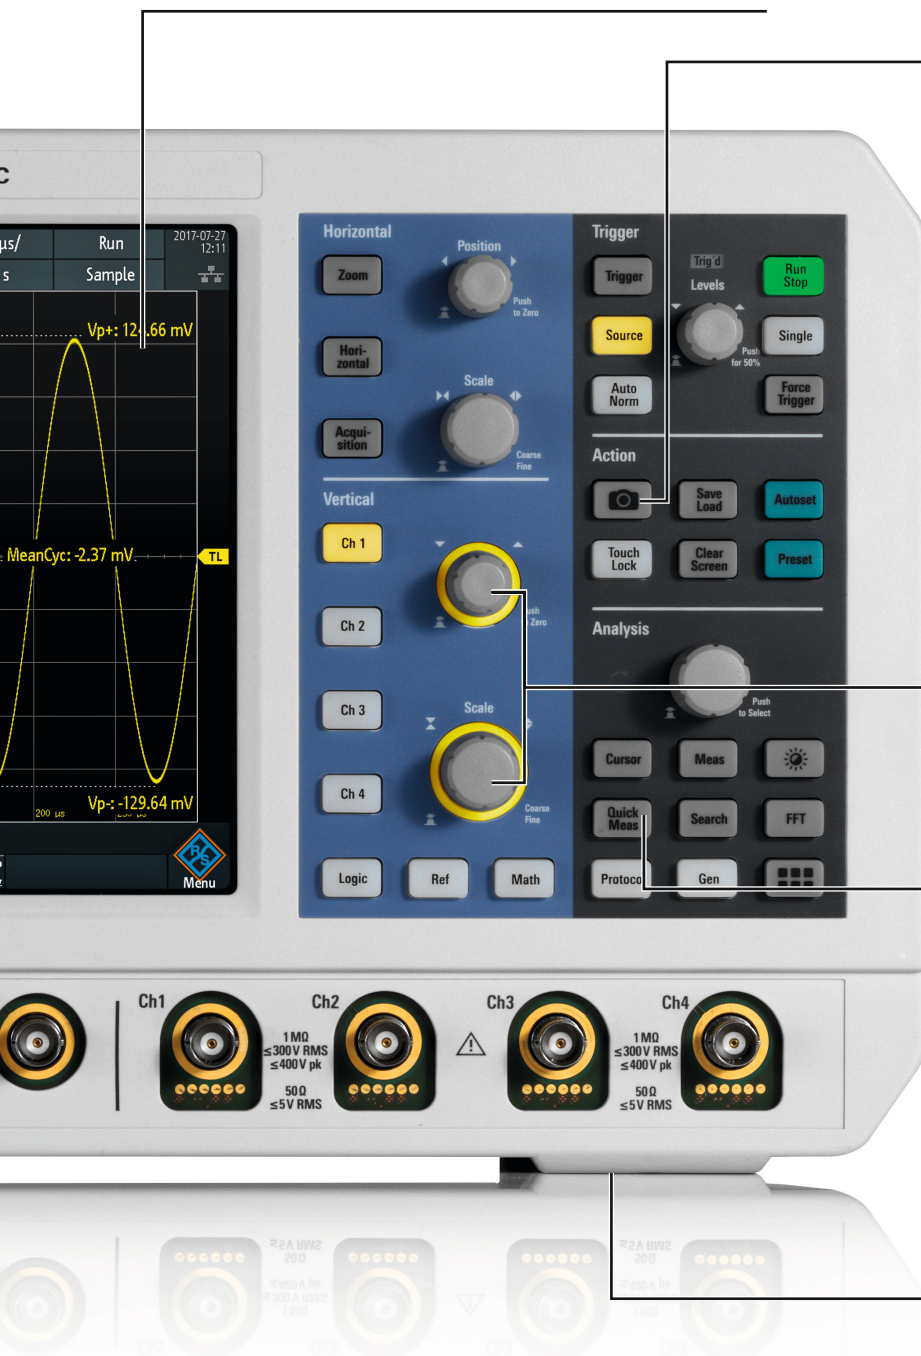 C
µs/
Run
2017-07-27
12:11
s
Sample
Vp+: 124.66 mV
MeanCyc: -2.37 mV
TL
Vp-: -129.64 mV
200 µs
R S
Menu
Horizontal
Zoom
Position
Push
to Zero
Hori-
zontal
Scale
Acqui-
sition
Coarse
Fine
Vertical
Ch 1
Ch 2
to Zero
Ch 3
Scale
Ch 4
Coarse
Fine
Logic
Ref
Math
Trigger
Trigger
Trig'd
Levels
Run
Stop
Source
Push
for 50%
Single
Auto
Norm
Force
Trigger
Action
Save
Load
Autoset
Touch
Lock
Clear
Screen
Preset
Analysis
Push
to Select
Cursor
Meas
Quick
Meas
Search
FFT
Protocol
Gen
Ch1
Ch2
1 MΩ
≤300 V RMS
≤400 V pk
50 Ω
≤5 V RMS
Ch3
Ch4
1 MΩ
≤300 V RMS
≤400 V pk
50 Ω
≤5 V RMS